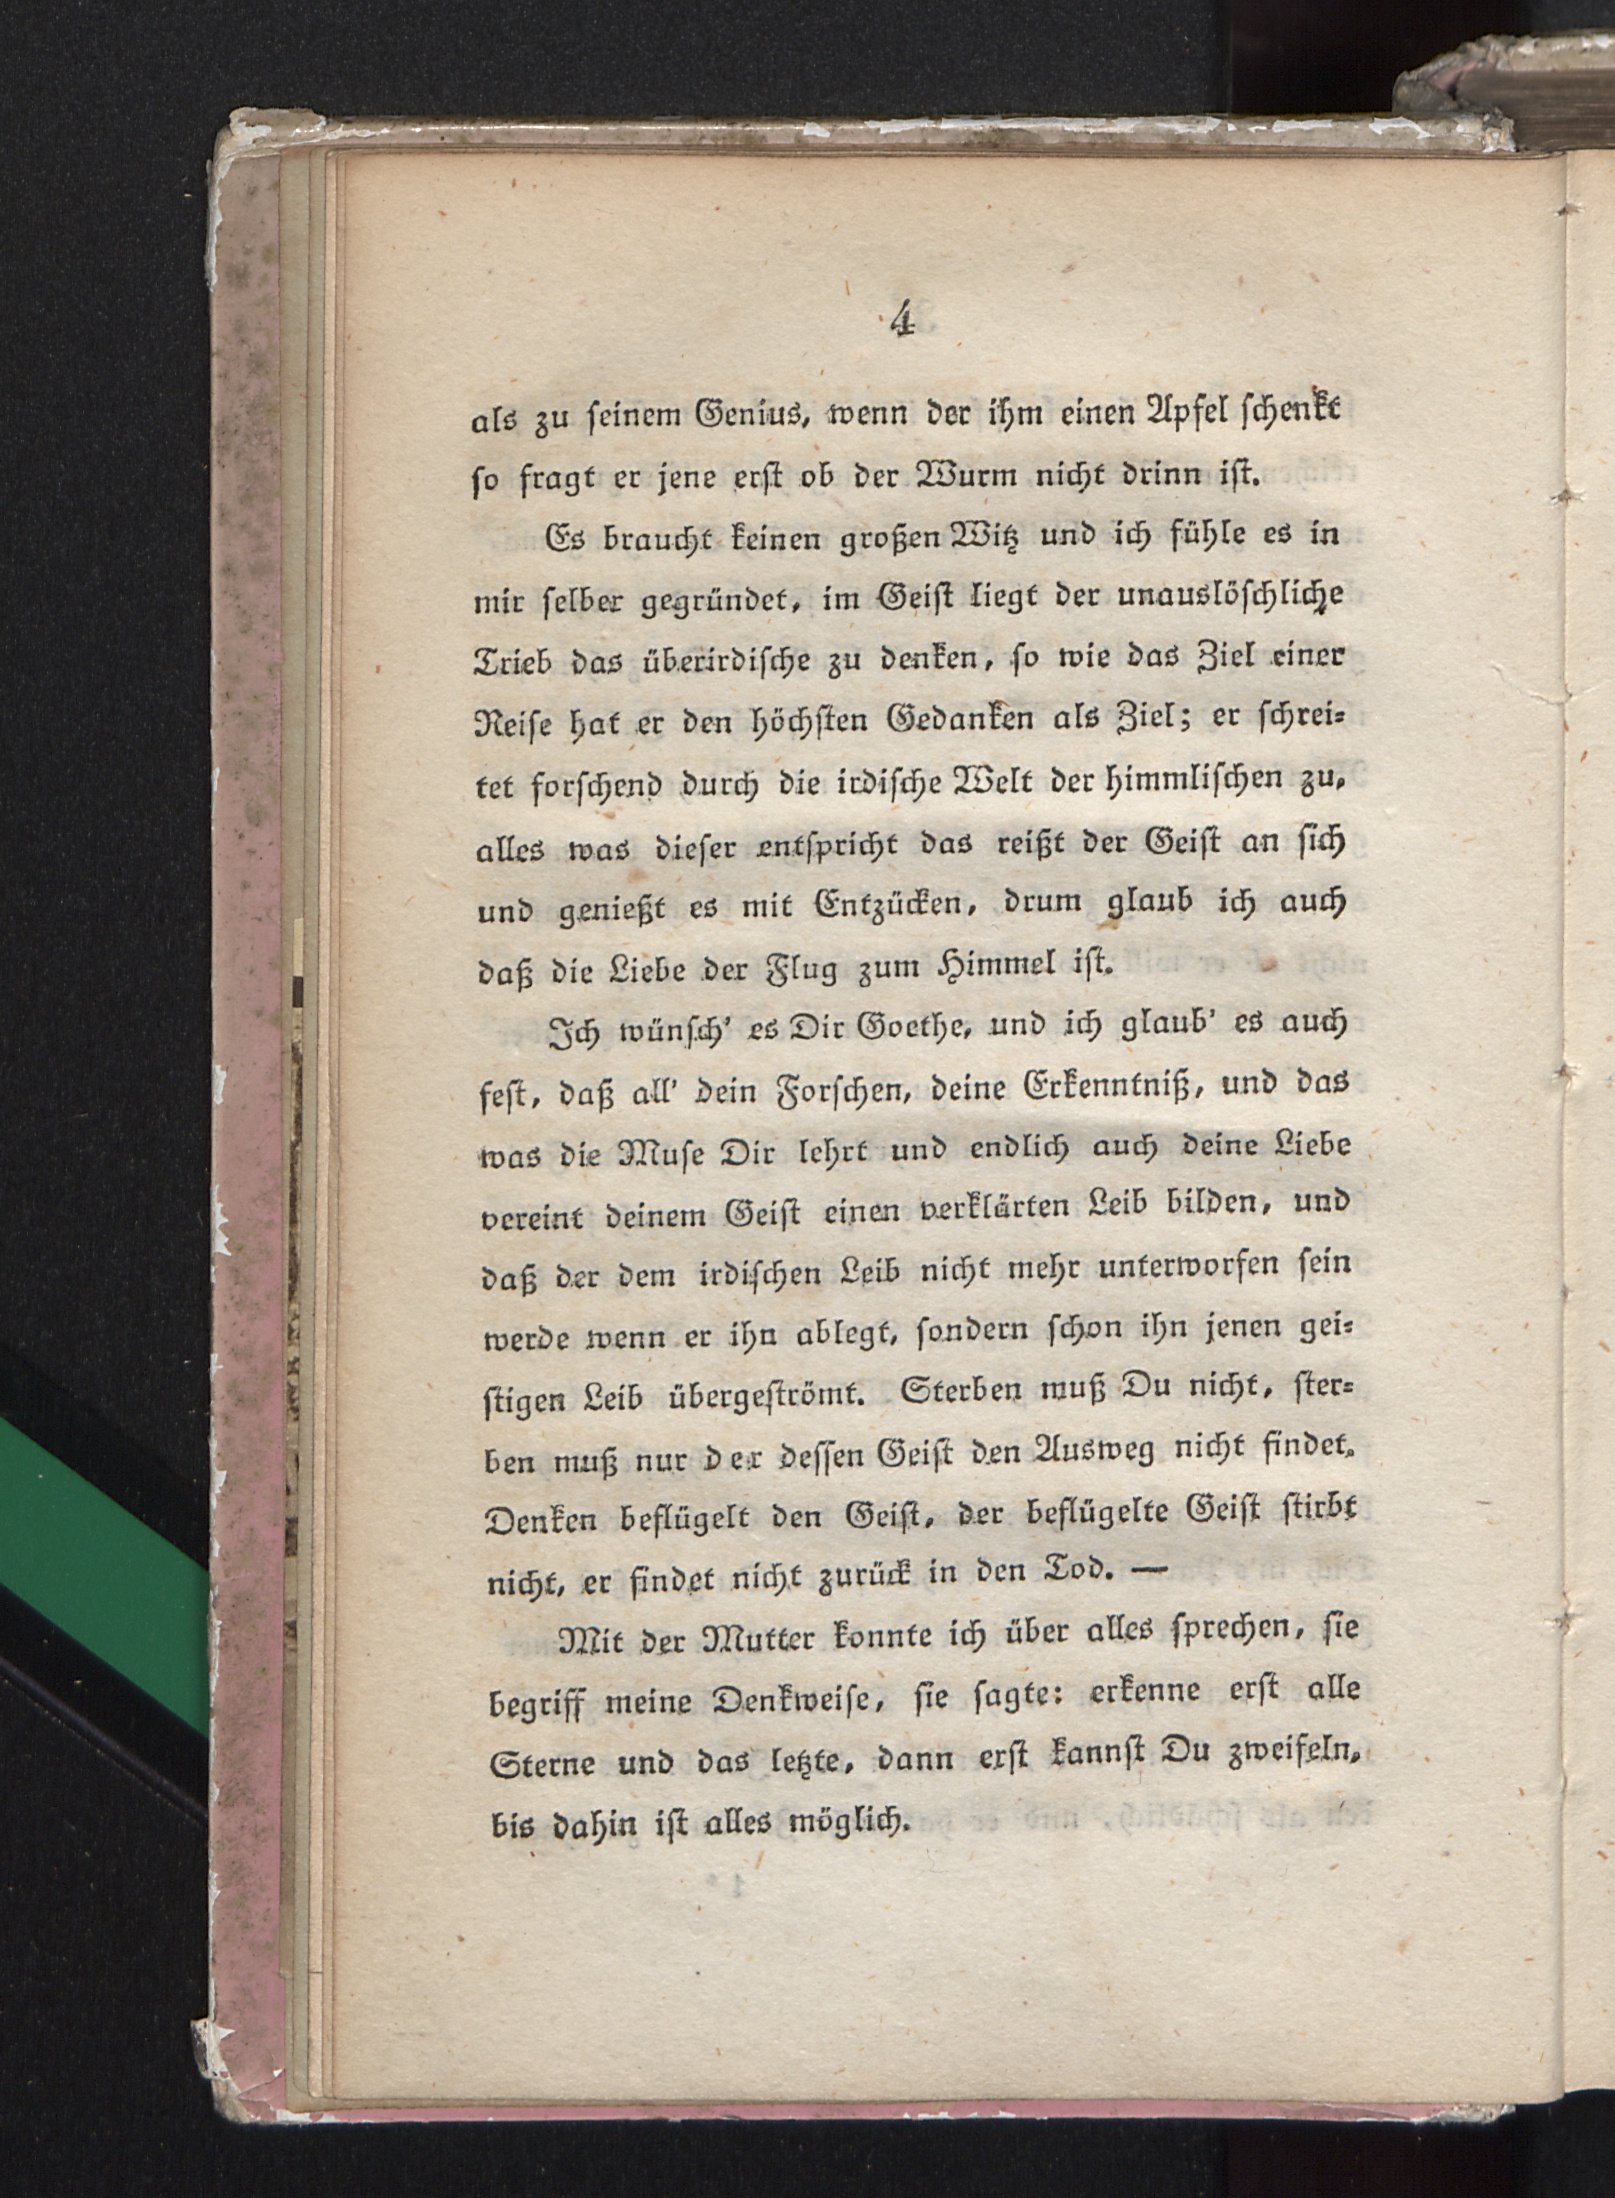 4
als zu ſeinem Genius, wenn der ihm einen Apfel ſchenkt
ſo fragt er jene erſt ob der Wurm nicht drinn iſt.
Es braucht keinen großen Witz und ich fühle es in
mir ſelber gegründet, im Geiſt liegt der unauslöſchliche
Trieb das überirdiſche zu denken, ſo wie das Ziel einer
Reiſe hat er den höchſten Gedanken als Ziel; er ſchrei⸗
tet forſchend durch die irdiſche Welt der himmliſchen zu,
alles was dieſer entſpricht das reißt der Geiſt an ſich
und genießt es mit Entzücken, drum glaub ich auch
daß die Liebe der Flug zum Himmel iſt.
Ich wünſch’ es Dir Goethe, und ich glaub’ es auch
feſt, daß all’ dein Forſchen, deine Erkenntniß, und das
was die Muſe Dir lehrt und endlich auch deine Liebe
vereint deinem Geiſt einen verklärten Leib bilden, und
daß der dem irdiſchen Leib nicht mehr unterworfen ſein
werde wenn er ihn ablegt, ſondern ſchon ihn jenen gei⸗
ſtigen Leib übergeſtrömt. Sterben muß Du nicht, ſter⸗
ben muß nur der deſſen Geiſt den Ausweg nicht findet.
Denken beflügelt den Geiſt, der beflügelte Geiſt ſtirbt
nicht, er findet nicht zurück in den Tod. —
Mit der Mutter konnte ich über alles ſprechen, ſie
begriff meine Denkweiſe, ſie ſagte: erkenne erſt alle
Sterne und das letzte, dann erſt kannſt Du zweifeln,
bis dahin iſt alles möglich.